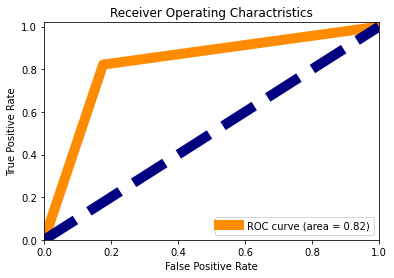 Receiver Operating Charactristics
True Positive Rate
1.0
0.8
0.6
0.4
0.2
0.0
0.0 0.2 0.4 0.6 0.8 1.0
False Positive Rate
ROC curve (area = 0.82)